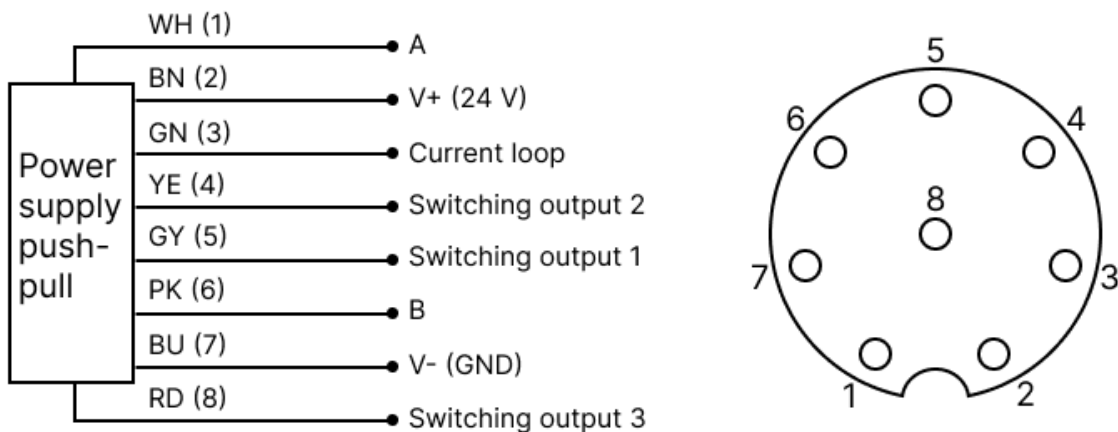 WH (1)
A
BN (2)
V+ (24 V)
GN (3)
Current loop
YE (4)
Switching output 2
GY (5)
Switching output 1
PK (6)
B
BU (7)
V- (GND)
RD (8)
Switching output 3
Power
supply
push-
pull
5
6
4
8
7
3
1
2